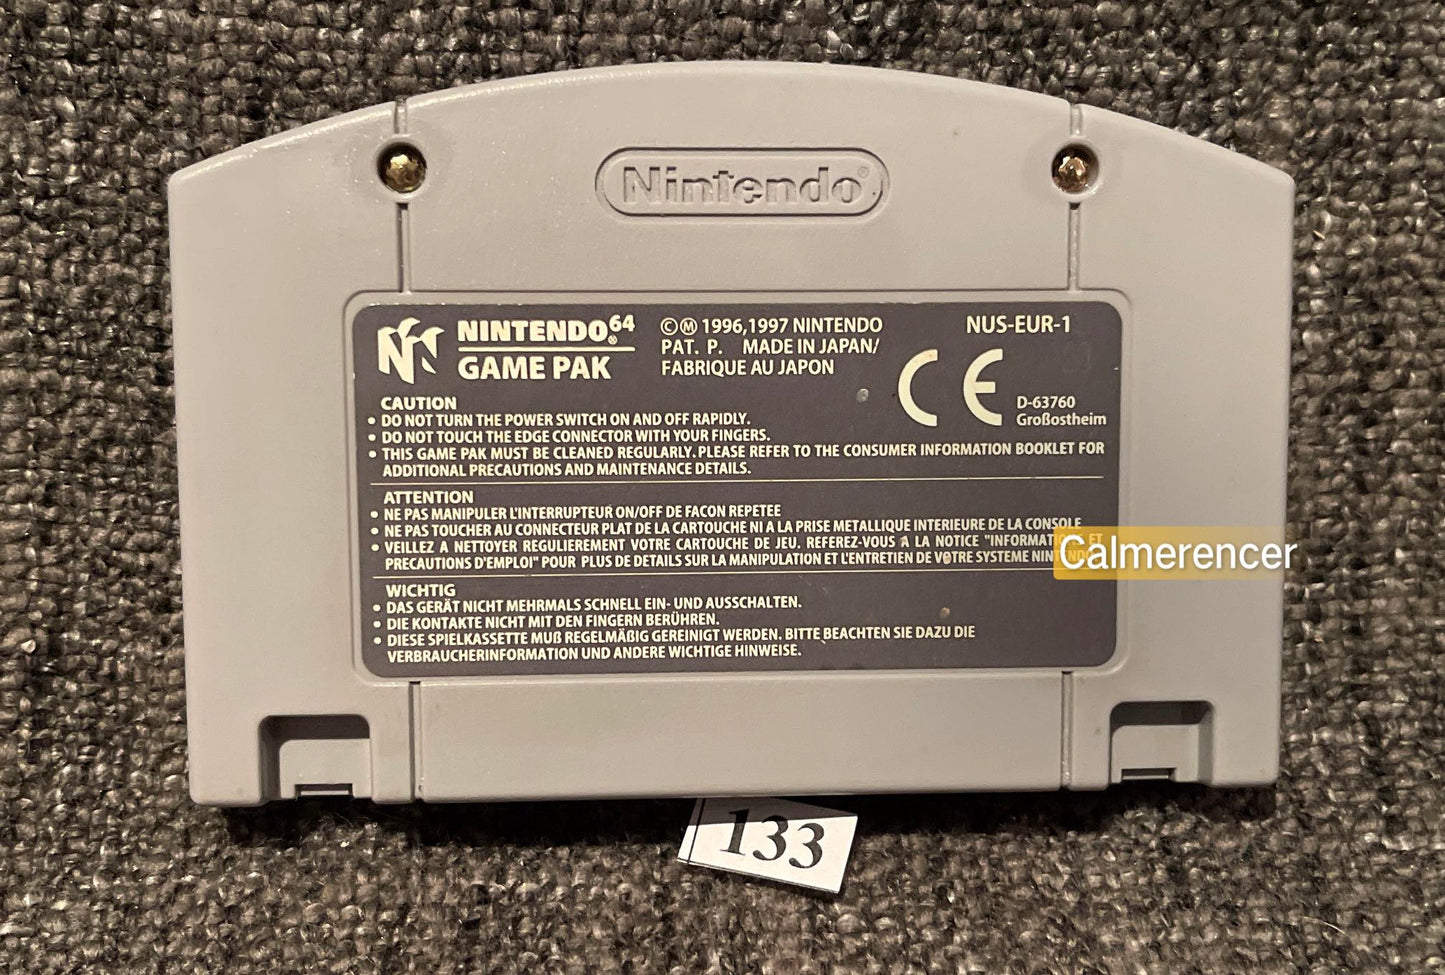 Nintendo®
NINTENDO64®
GAME PAK
©Ⓜ 1996,1997 NINTENDO
PAT. P. MADE IN JAPAN/
FABRIQUE AU JAPON
NUS-EUR-1
CE
D-63760
Großostheim
CAUTION
• DO NOT TURN THE POWER SWITCH ON AND OFF RAPIDLY.
• DO NOT TOUCH THE EDGE CONNECTOR WITH YOUR FINGERS.
• THIS GAME PAK MUST BE CLEANED REGULARLY. PLEASE REFER TO THE CONSUMER INFORMATION BOOKLET FOR
ADDITIONAL PRECAUTIONS AND MAINTENANCE DETAILS.
ATTENTION
• NE PAS MANIPULER L'INTERRUPTEUR ON/OFF DE FACON REPETEE
• NE PAS TOUCHER AU CONNECTEUR PLAT DE LA CARTOUCHE NI A LA PRISE METALLIQUE INTERIEURE DE LA CONSOLE
• VEILLEZ A NETTOYER REGULIEREMENT VOTRE CARTOUCHE DE JEU. REFEREZ-VOUS A LA NOTICE "INFORMATION ET
PRECAUTIONS D'EMPLOI" POUR PLUS DE DETAILS SUR LA MANIPULATION ET L'ENTRETIEN DE VOTRE SYSTEME NINTENDO
Calmerencer
WICHTIG
• DAS GERÄT NICHT MEHRMALS SCHNELL EIN- UND AUSSCHALTEN.
• DIE KONTAKTE NICHT MIT DEN FINGERN BERÜHREN.
• DIESE SPIELKASSETTE MUß REGELMÄßIG GEREINIGT WERDEN. BITTE BEACHTEN SIE DAZU DIE
VERBRAUCHERINFORMATION UND ANDERE WICHTIGE HINWEISE.
133